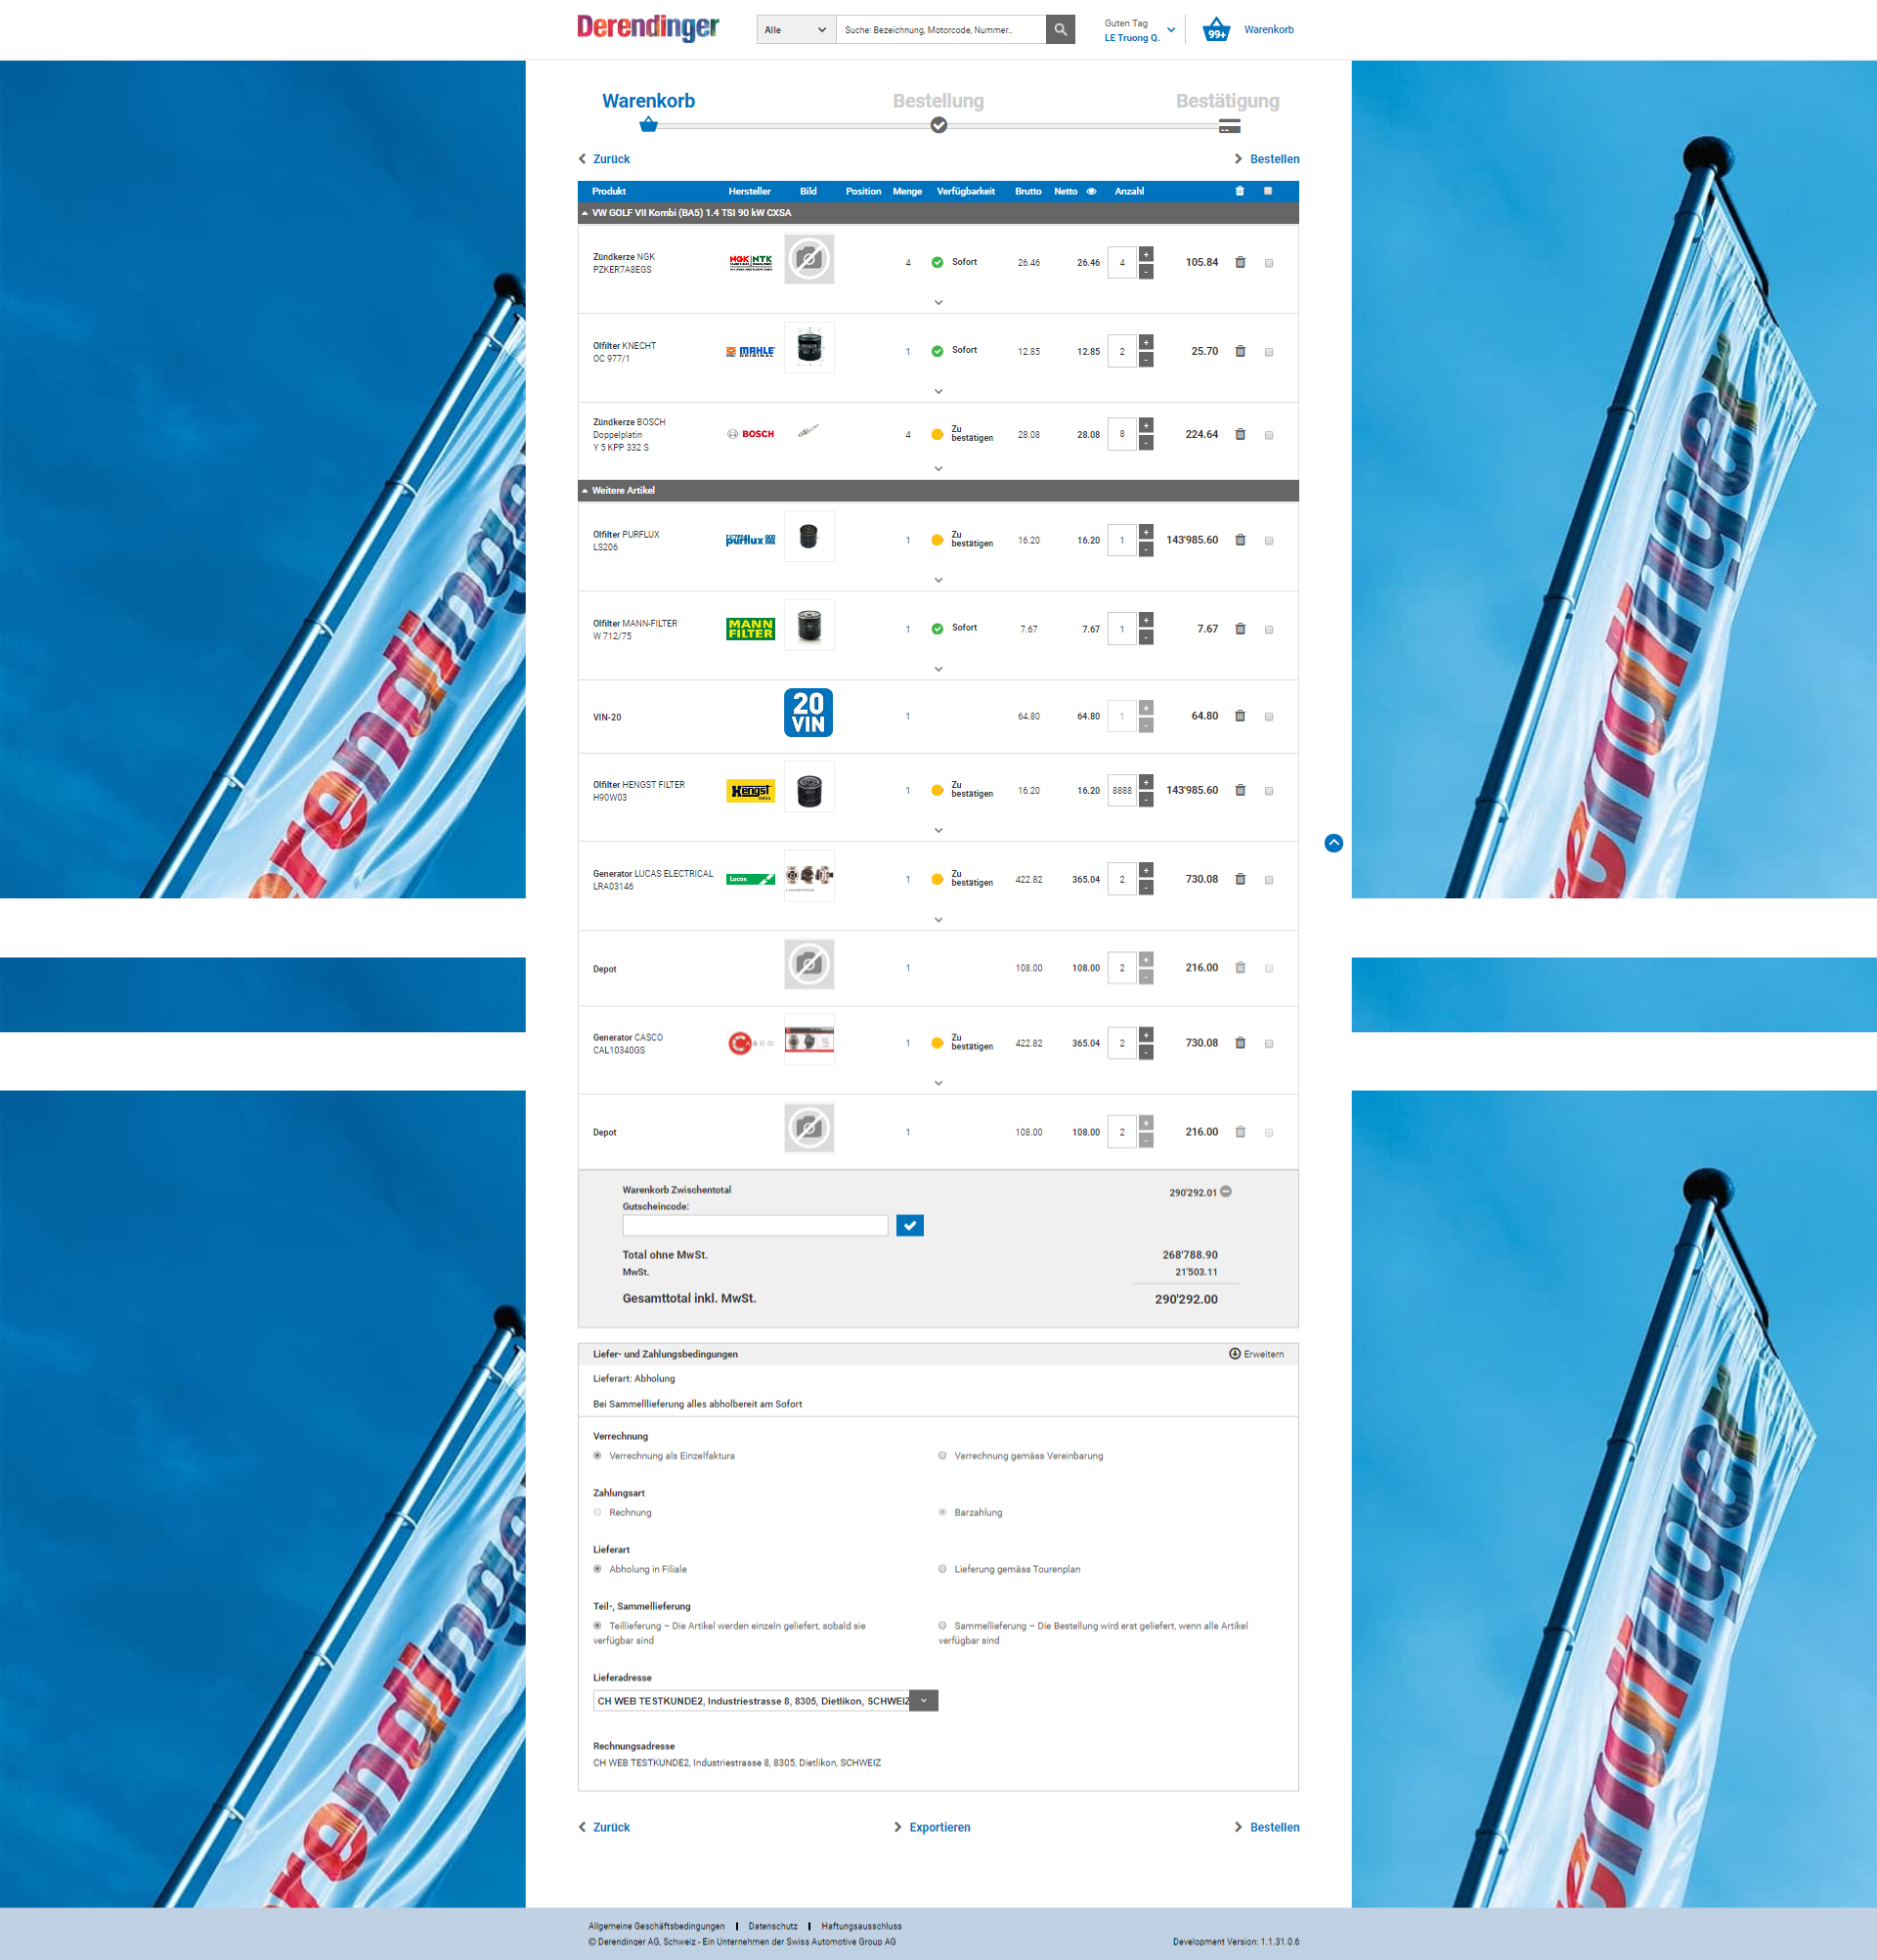 Derendinger
Alle
Suche: Bezeichnung, Motorcode, Nummer..
Guten Tag
LE Truong Q.
99+
Warenkorb
Warenkorb
Bestellung
Bestätigung
Zurück
Bestellen
Produkt Hersteller Bild Position Menge Verfügbarkeit Brutto Netto Anzahl
VW GOLF VII Kombi (BA5) 1.4 TSI 90 kW CXSA
Zündkerze NGK
PZKER7A8EGS
NGK NTK
4 Sofort 26.46 26.46 4 + - 105.84
Olfilter KNECHT
OC 977/1
MAHLE
ORIGINAL
1 Sofort 12.85 12.85 2 + - 25.70
Zündkerze BOSCH
Doppelplatin
Y 5 KPP 332 S
BOSCH
4 Zu bestätigen 28.08 28.08 8 + - 224.64
Weitere Artikel
Olfilter PURFLUX
LS206
purflux
1 Zu bestätigen 16.20 16.20 1 + - 143'985.60
Olfilter MANN-FILTER
W 712/75
MANN
FILTER
1 Sofort 7.67 7.67 1 + - 7.67
VIN-20
20
VIN
1 64.80 64.80 1 + - 64.80
Olfilter HENGST FILTER
H90W03
Hengst
1 Zu bestätigen 16.20 16.20 8888 + - 143'985.60
Generator LUCAS ELECTRICAL
LRA03146
Lucas
1 Zu bestätigen 422.82 365.04 2 + - 730.08
Depot
1 108.00 108.00 2 + - 216.00
Generator CASCO
CAL10340GS
CASCO
1 Zu bestätigen 422.82 365.04 2 + - 730.08
Depot
1 108.00 108.00 2 + - 216.00
Warenkorb Zwischentotal 290'292.01
Gutscheincode:
Total ohne MwSt. 268'788.90
MwSt. 21'503.11
Gesamttotal inkl. MwSt. 290'292.00
Liefer- und Zahlungsbedingungen Erweitern
Lieferart: Abholung
Bei Sammelllieferung alles abholbereit am Sofort
Verrechnung
Verrechnung als Einzelfaktura Verrechnung gemäss Vereinbarung
Zahlungsart
Rechnung Barzahlung
Lieferart
Abholung in Filiale Lieferung gemäss Tourenplan
Teil-, Sammellieferung
Teillieferung – Die Artikel werden einzeln geliefert, sobald sie
verfügbar sind
Sammellieferung – Die Bestellung wird erst geliefert, wenn alle Artikel
verfügbar sind
Lieferadresse
CH WEB TESTKUNDE2, Industriestrasse 8, 8305, Dietlikon, SCHWEIZ
Rechnungsadresse
CH WEB TESTKUNDE2, Industriestrasse 8, 8305, Dietlikon, SCHWEIZ
Zurück
Exportieren
Bestellen
Allgemeine Geschäftsbedingungen | Datenschutz | Haftungsausschluss
© Derendinger AG, Schweiz - Ein Unternehmen der Swiss Automotive Group AG
Development Version: 1.1.31.0.6